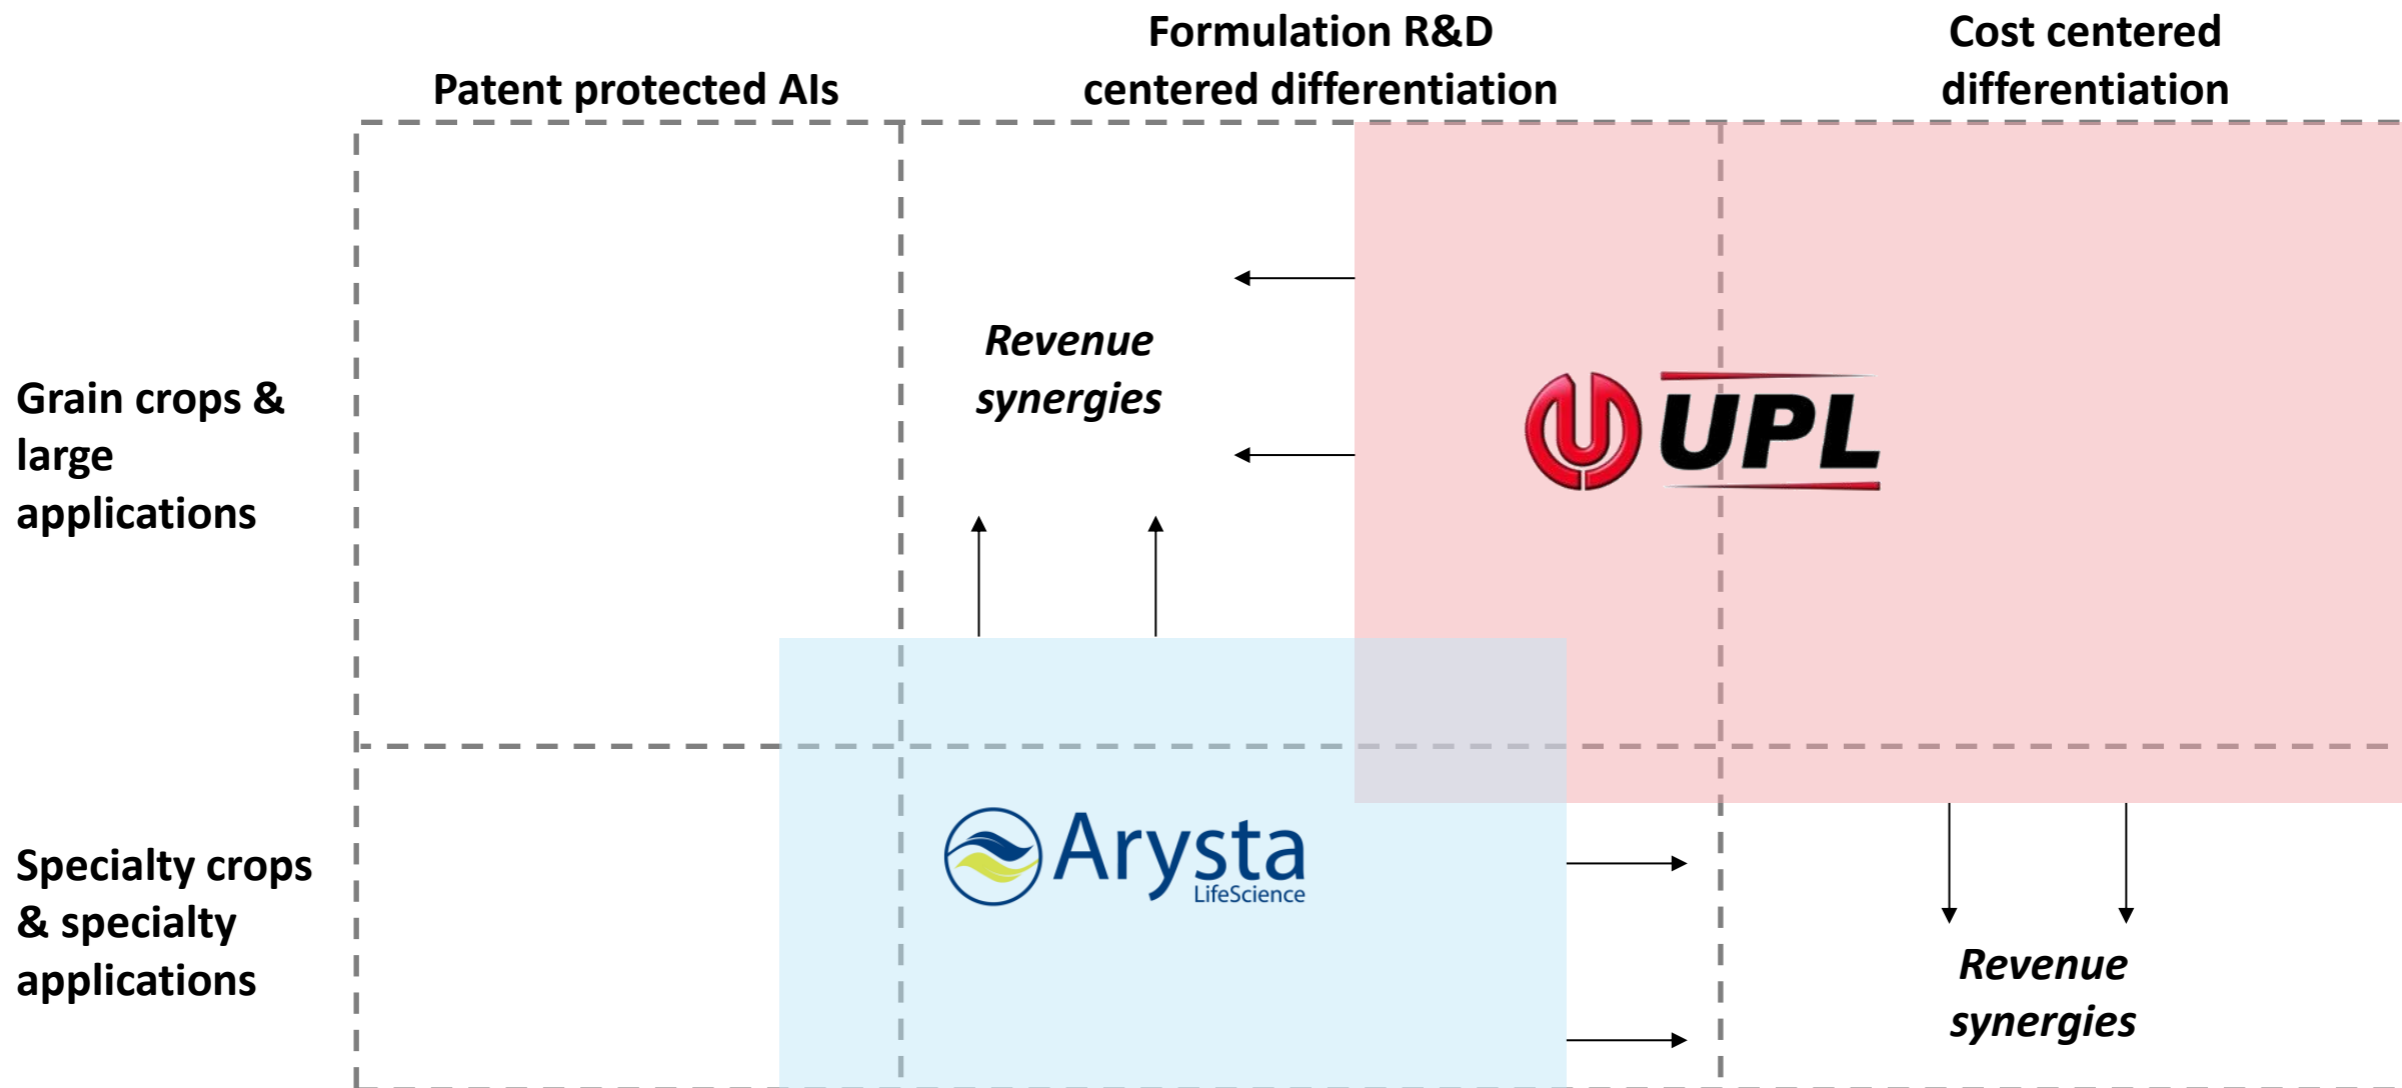 Patent protected AIs
Formulation R&D
centered differentiation
Cost centered
differentiation
Grain crops &
large
applications
Revenue
synergies
UPL
Specialty crops
& specialty
applications
Arysta
LifeScience
Revenue
synergies